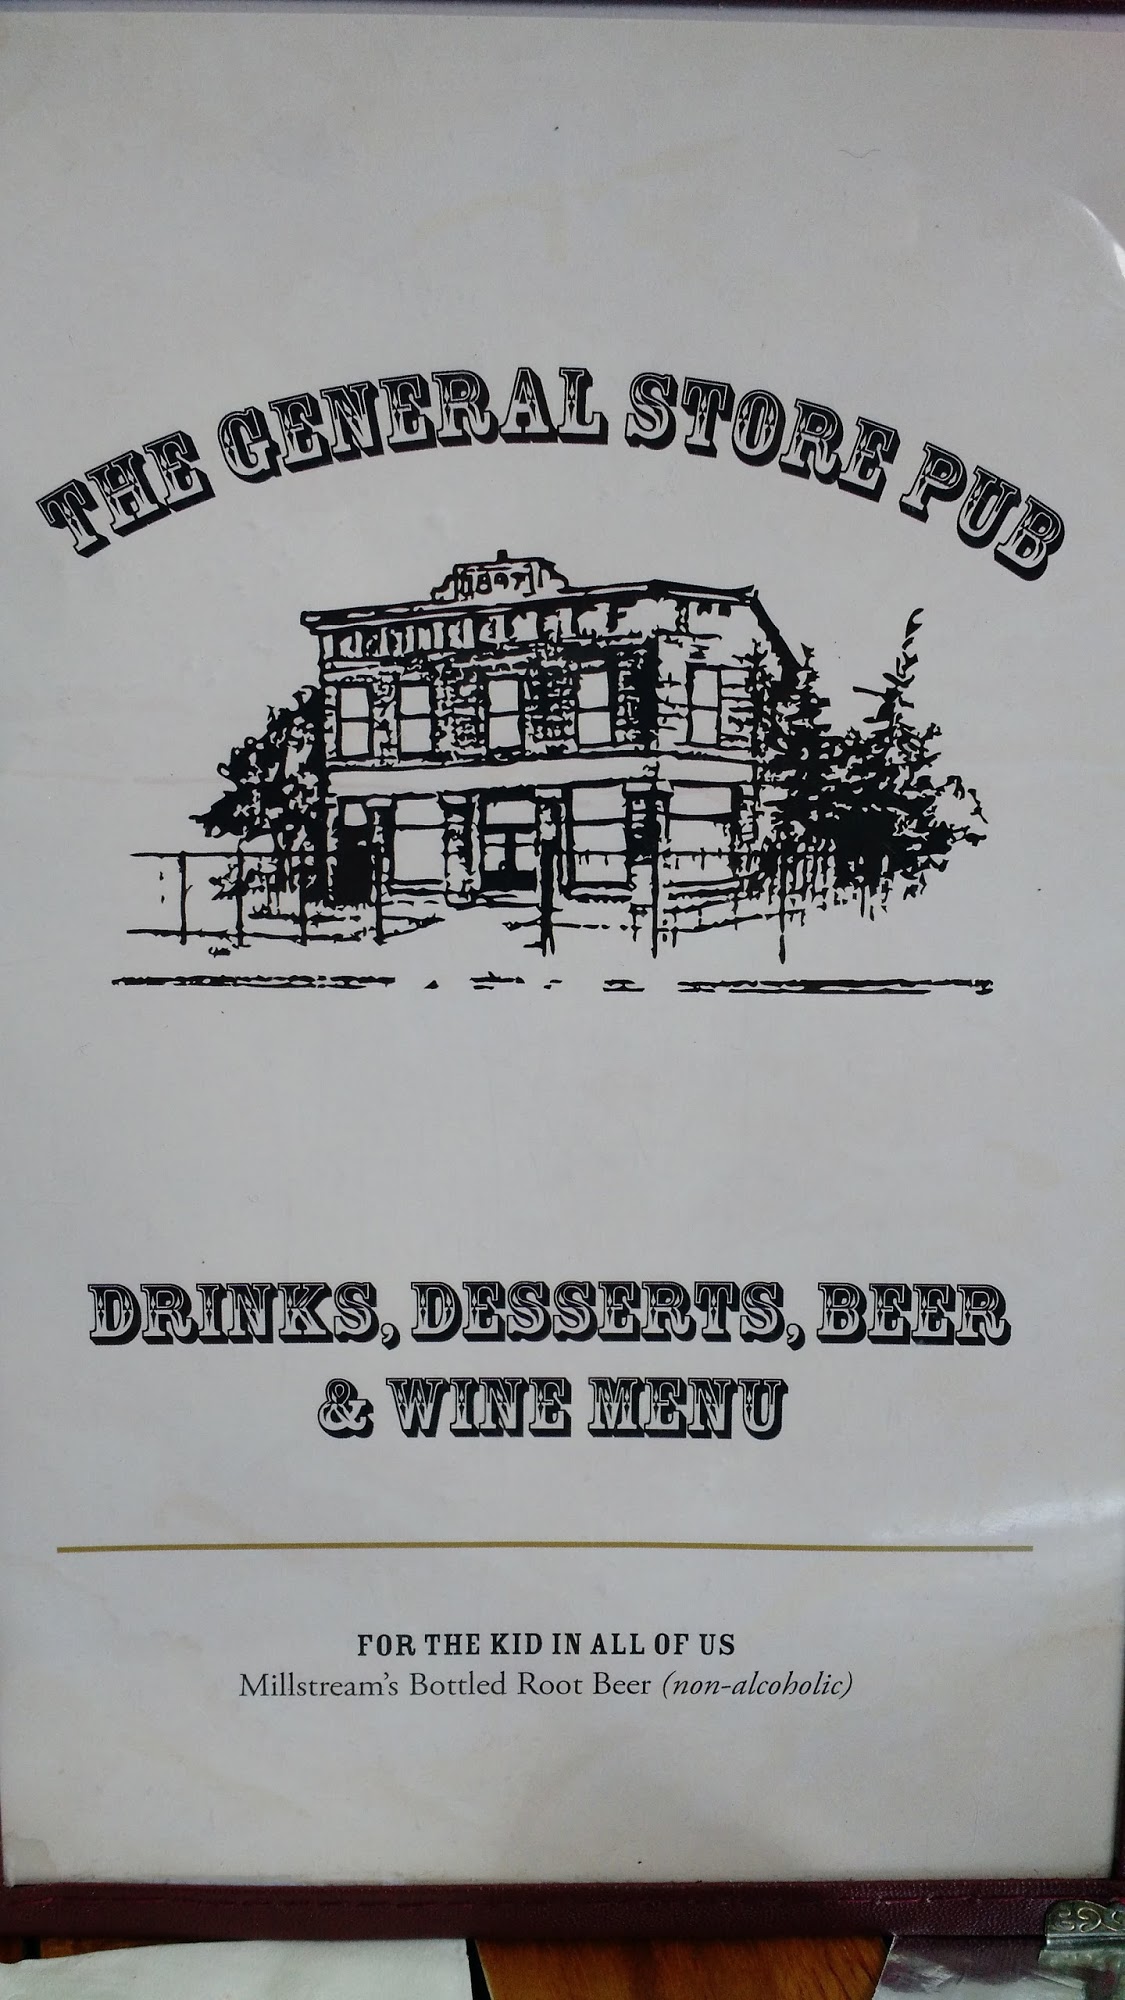 THE GENERAL STORE PUB
1897
DRINKS, DESSERTS, BEER
& WINE MENU
FOR THE KID IN ALL OF US
Millstream's Bottled Root Beer (non-alcoholic)